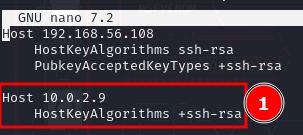 GNU nano 7.2
Host 192.168.56.108
HostKeyAlgorithms ssh-rsa
PubkeyAcceptedKeyTypes +ssh-rsa
Host 10.0.2.9
HostKeyAlgorithms +ssh-rsa
1